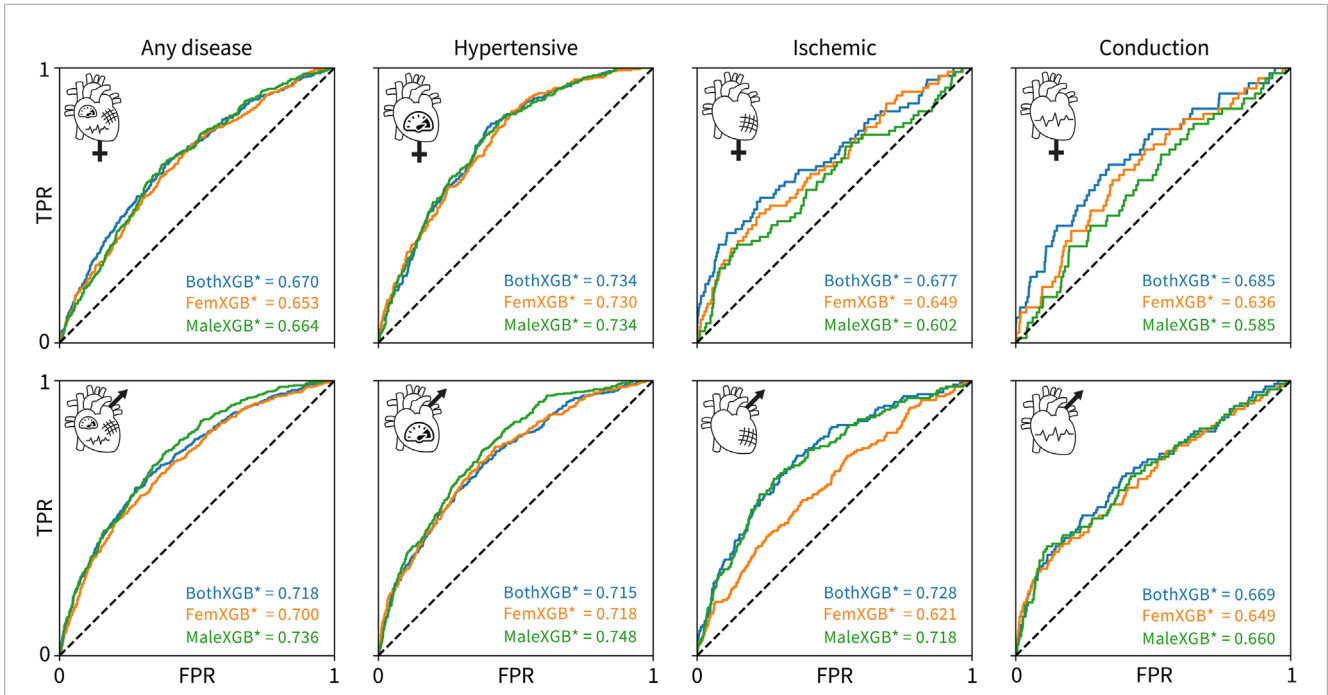 Any disease
Hypertensive
Ischemic
Conduction
1
TPR
BothXGB* = 0.670
FemXGB* = 0.653
MaleXGB* = 0.664
0
BothXGB* = 0.734
FemXGB* = 0.730
MaleXGB* = 0.734
BothXGB* = 0.677
FemXGB* = 0.649
MaleXGB* = 0.602
BothXGB* = 0.685
FemXGB* = 0.636
MaleXGB* = 0.585
1
TPR
BothXGB* = 0.718
FemXGB* = 0.700
MaleXGB* = 0.736
0
BothXGB* = 0.715
FemXGB* = 0.718
MaleXGB* = 0.748
BothXGB* = 0.728
FemXGB* = 0.621
MaleXGB* = 0.718
BothXGB* = 0.669
FemXGB* = 0.649
MaleXGB* = 0.660
0 FPR 1
0 FPR 1
0 FPR 1
0 FPR 1